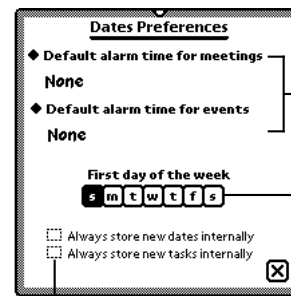 Dates Preferences
Default alarm time for meetings
None
Default alarm time for events
None
First day of the week
s m t w t f s
Always store new dates internally
Always store new tasks internally